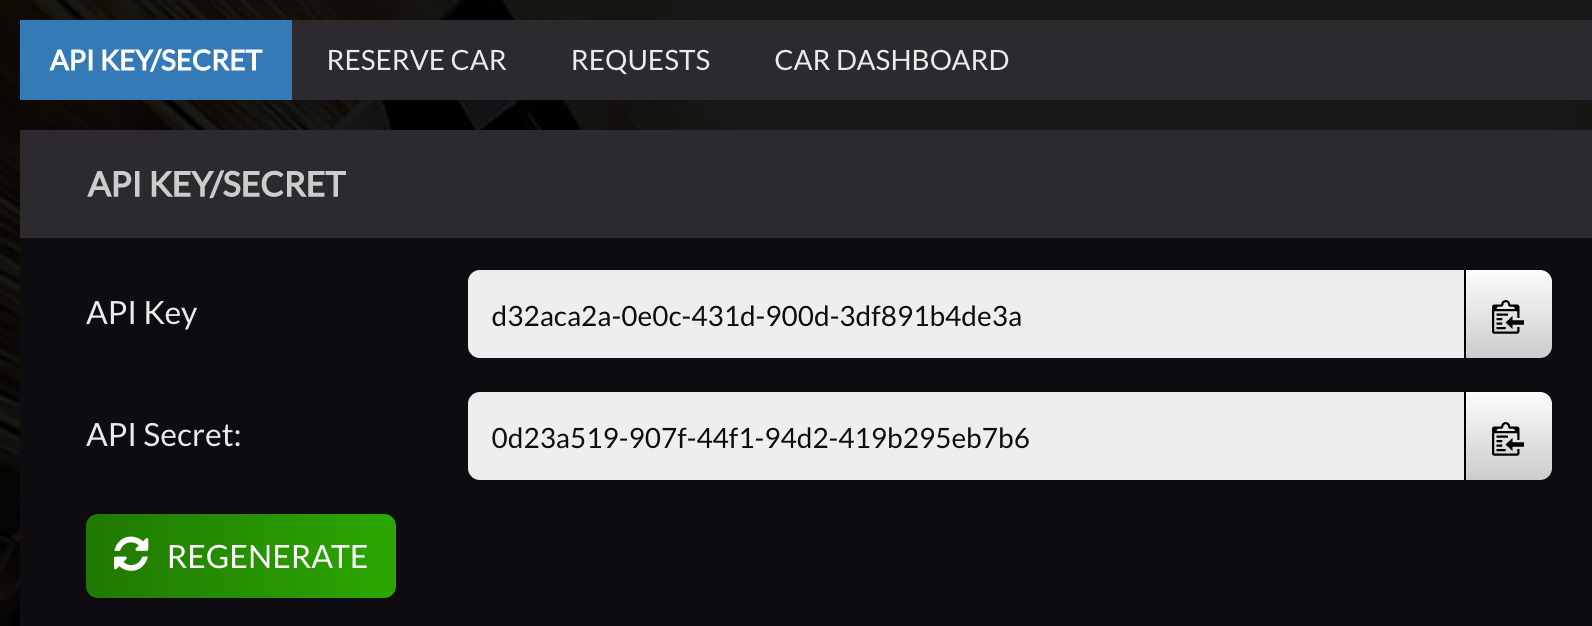 API KEY/SECRET RESERVE CAR REQUESTS CAR DASHBOARD
API KEY/SECRET
API Key d32aca2a-0e0c-431d-900d-3df891b4de3a
API Secret: 0d23a519-907f-44f1-94d2-419b295eb7b6
REGENERATE